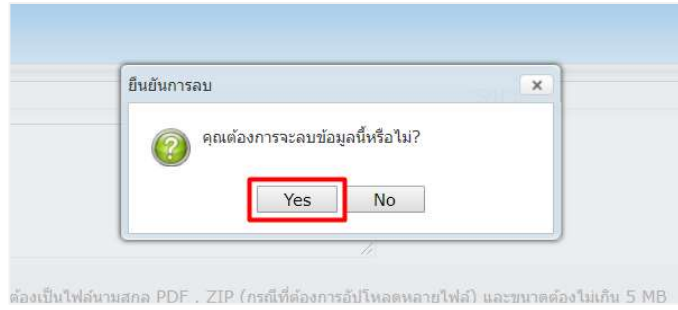 ยืนยันการลบ
คุณต้องการจะลบข้อมูลนี้หรือไม่?
Yes No
ต้องเป็นไฟล์นามสกุล PDF , ZIP (กรณีที่ต้องการอัปโหลดหลายไฟล์) และขนาดต้องไม่เกิน 5 MB